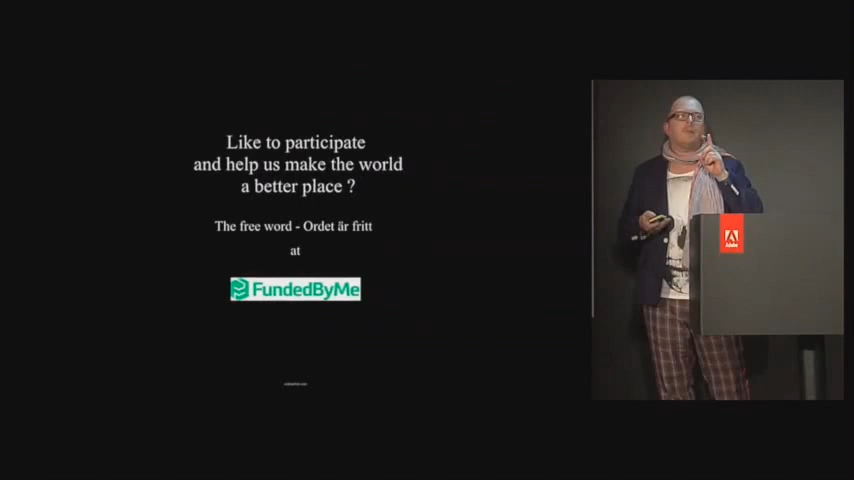 Like to participate
and help us make the world
a better place ?
The free word - Ordet är fritt
at
FundedByMe
Adobe